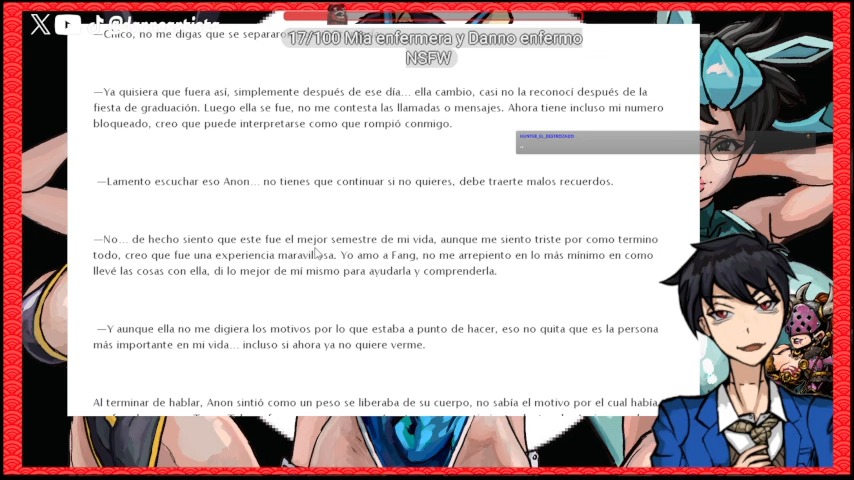 @dannoartista
17/100 Mia enfermera y Danno enfermo
NSFW
—Chico, no me digas que se separaro
—Ya quisiera que fuera así, simplemente después de ese día... ella cambio, casi no la reconocí después de la
fiesta de graduación. Luego ella se fue, no me contesta las llamadas o mensajes. Ahora tiene incluso mi numero
bloqueado, creo que puede interpretarse como que rompió conmigo.
—Lamento escuchar eso Anon... no tienes que continuar si no quieres, debe traerte malos recuerdos.
—No... de hecho siento que este fue el mejor semestre de mi vida, aunque me siento triste por como termino
todo, creo que fue una experiencia maravillosa. Yo amo a Fang, no me arrepiento en lo más mínimo en como
llevé las cosas con ella, di lo mejor de mí mismo para ayudarla y comprenderla.
—Y aunque ella no me digiera los motivos por lo que estaba a punto de hacer, eso no quita que es la persona
más importante en mi vida... incluso si ahora ya no quiere verme.
Al terminar de hablar, Anon sintió como un peso se liberaba de su cuerpo, no sabía el motivo por el cual había